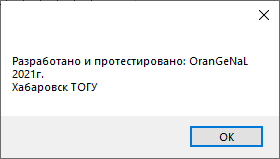 Разработано и протестировано: OranGeNaL
2021г.
Хабаровск ТОГУ
OK